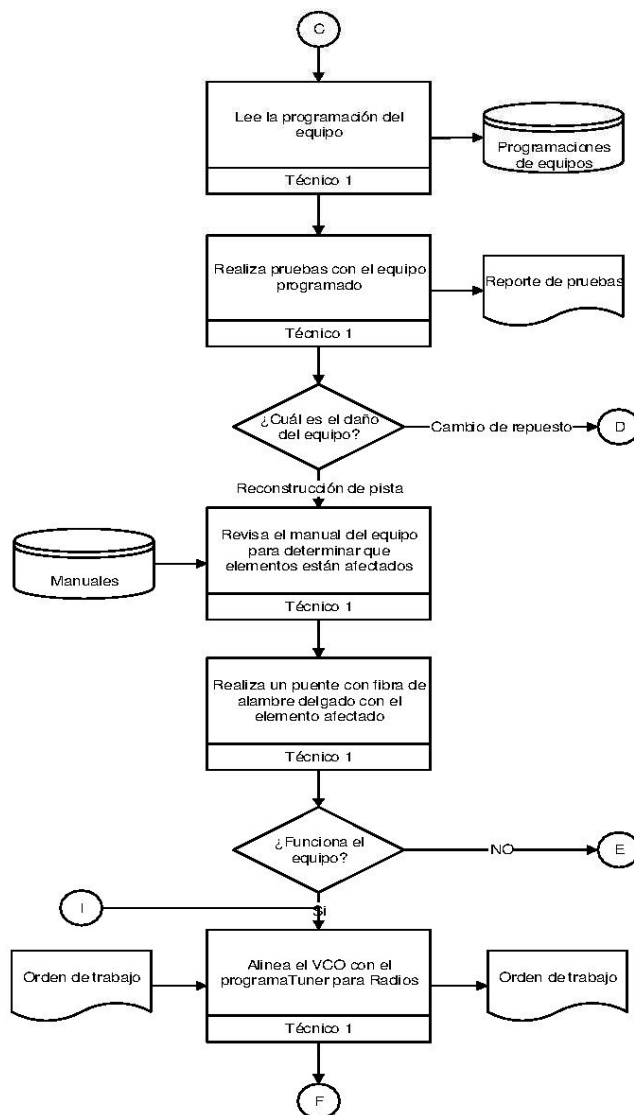 C
Lee la programación del
equipo
Programaciones
de equipos
Técnico 1
Realiza pruebas con el equipo
programado
Reporte de pruebas
Técnico 1
¿Cuál es el daño
del equipo?
Cambio de repuesto
D
Reconstrucción de pista
Revisa el manual del equipo
para determinar que
elementos están afectados
Manuales
Técnico 1
Realiza un puente con fibra de
alambre delgado con el
elemento afectado
Técnico 1
¿Funciona el
equipo?
NO
E
I
Si
Orden de trabajo
Alinea el VCO con el
programaTuner para Radios
Orden de trabajo
Técnico 1
F